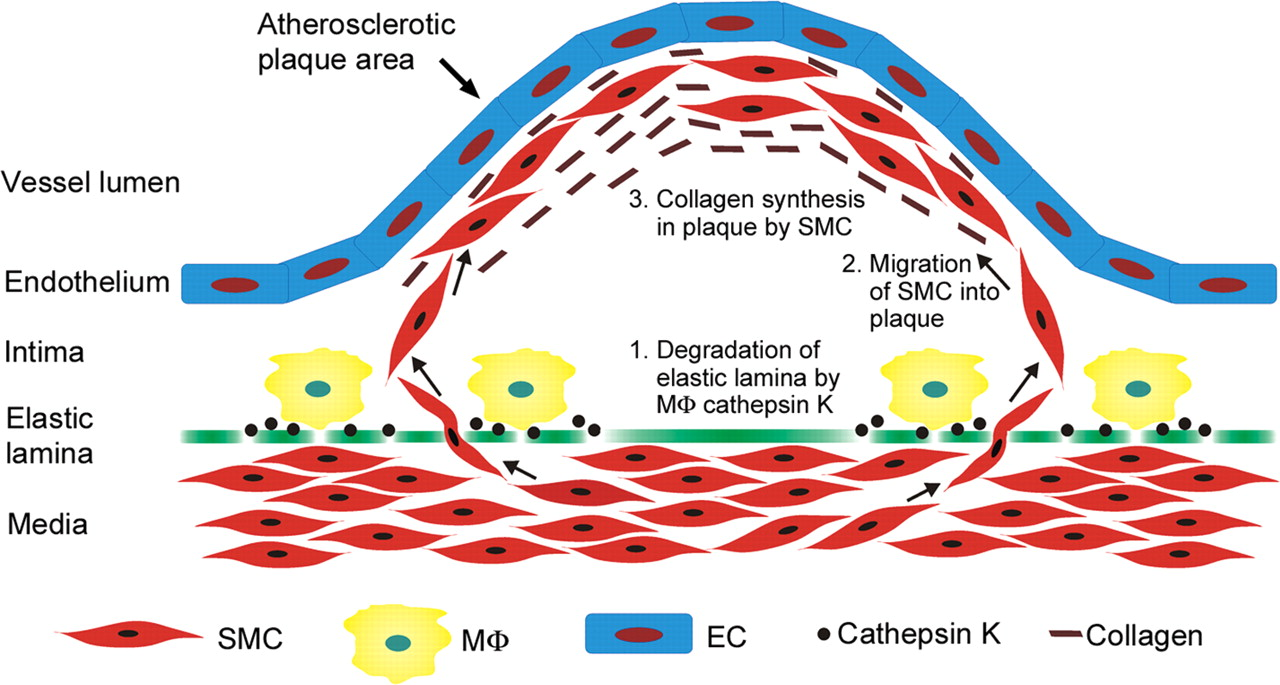 Atherosclerotic
plaque area
Vessel lumen
3. Collagen synthesis
in plaque by SMC
Endothelium
2. Migration
of SMC into
plaque
Intima
1. Degradation of
elastic lamina by
MΦ cathepsin K
Elastic
lamina
Media
SMC
MΦ
EC
Cathepsin K
Collagen